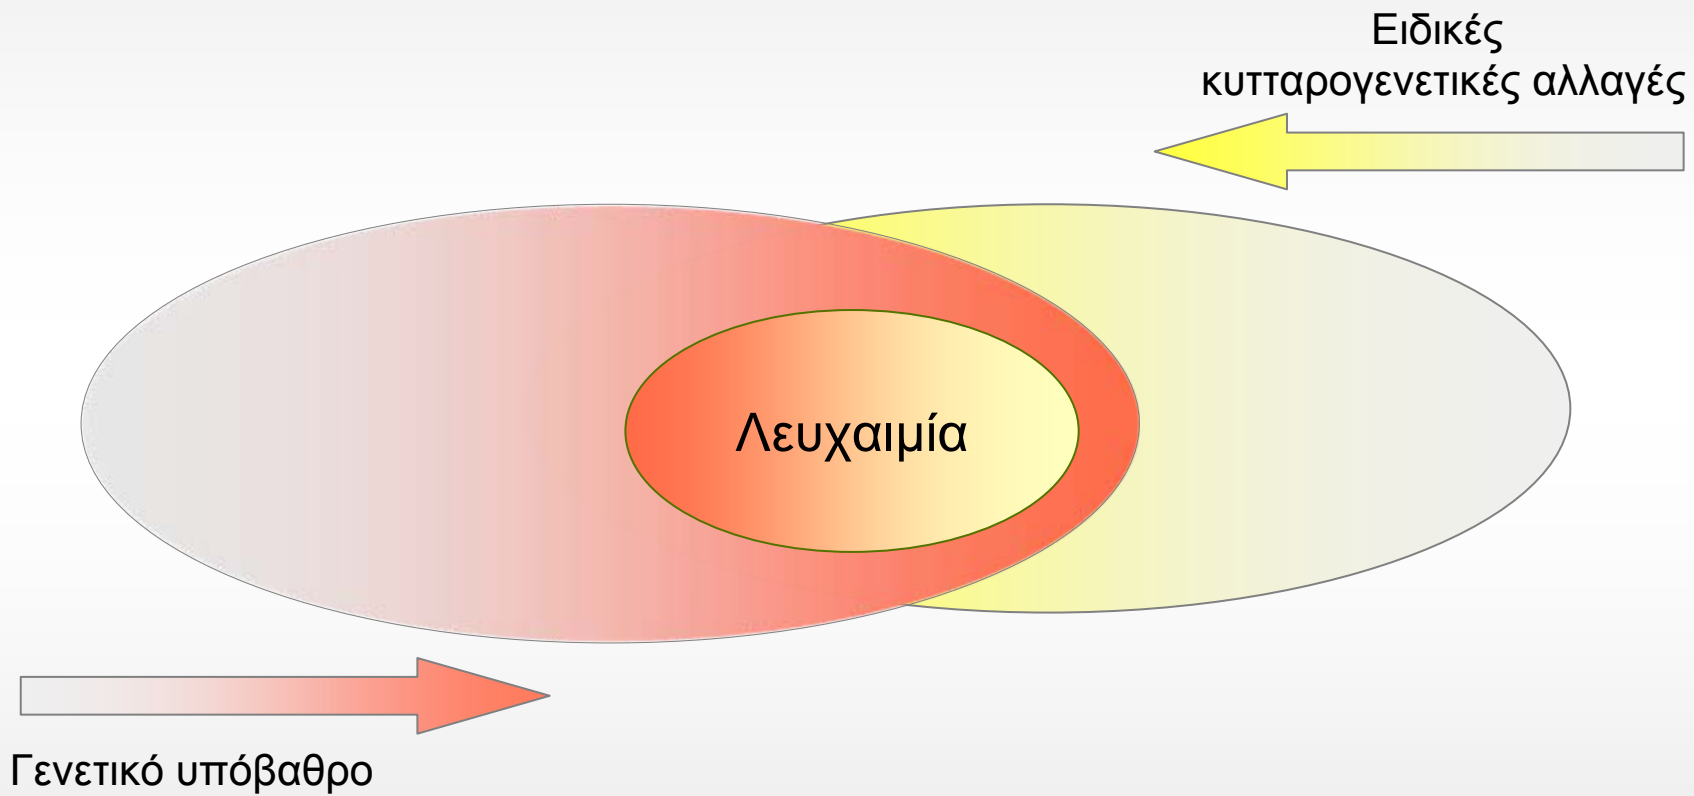 Ειδικές
κυτταρογενετικές αλλαγές
Λευχαιμία
Γενετικό υπόβαθρο